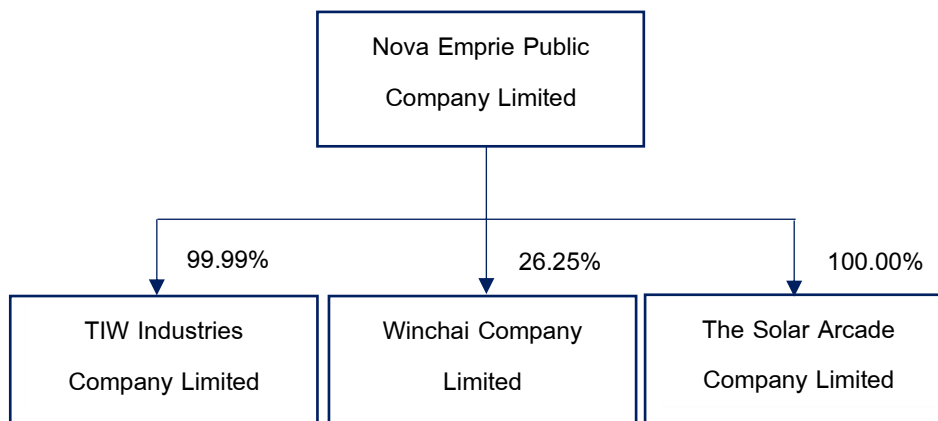 Nova Emprie Public
Company Limited
99.99%
26.25%
100.00%
TIW Industries
Company Limited
Winchai Company
Limited
The Solar Arcade
Company Limited